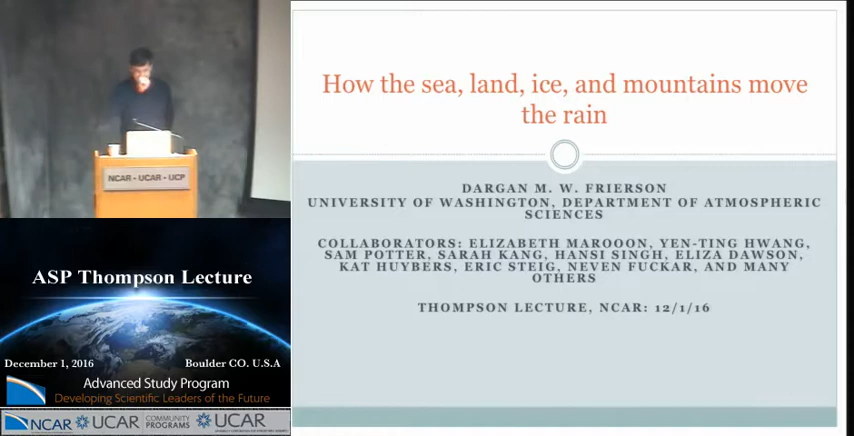 How the sea, land, ice, and mountains move
the rain
DARGAN M. W. FRIERSON
UNIVERSITY OF WASHINGTON, DEPARTMENT OF ATMOSPHERIC
SCIENCES
COLLABORATORS: ELIZABETH MAROOON, YEN-TING HWANG,
SAM POTTER, SARAH KANG, HANSI SINGH, ELIZA DAWSON,
KAT HUYBERS, ERIC STEIG, NEVEN FUCKAR, AND MANY
OTHERS
THOMPSON LECTURE, NCAR: 12/1/16
NCAR - UCAR - UCP
ASP Thompson Lecture
December 1, 2016 Boulder CO. U.S.A
Advanced Study Program
Developing Scientific Leaders of the Future
NCAR UCAR COMMUNITY PROGRAMS UCAR